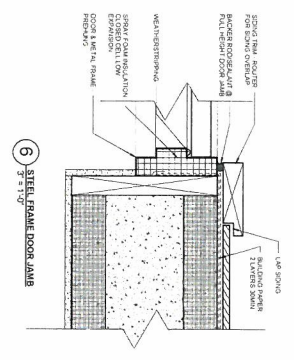 SIDING TRIM - ROUTER
FOR SIDING OVERLAP
BACKER ROD/SEALANT @
FULL HEIGHT DOOR JAMB
WEATHERSTRIPPING
SPRAY FOAM INSULATION
CLOSED CELL LOW
EXPANSION
DOOR & METAL FRAME
PREHUNG
LAP SIDING
BUILDING PAPER
2 LAYERS 30MIN
6
STEEL FRAME DOOR JAMB
3" = 1'-0"